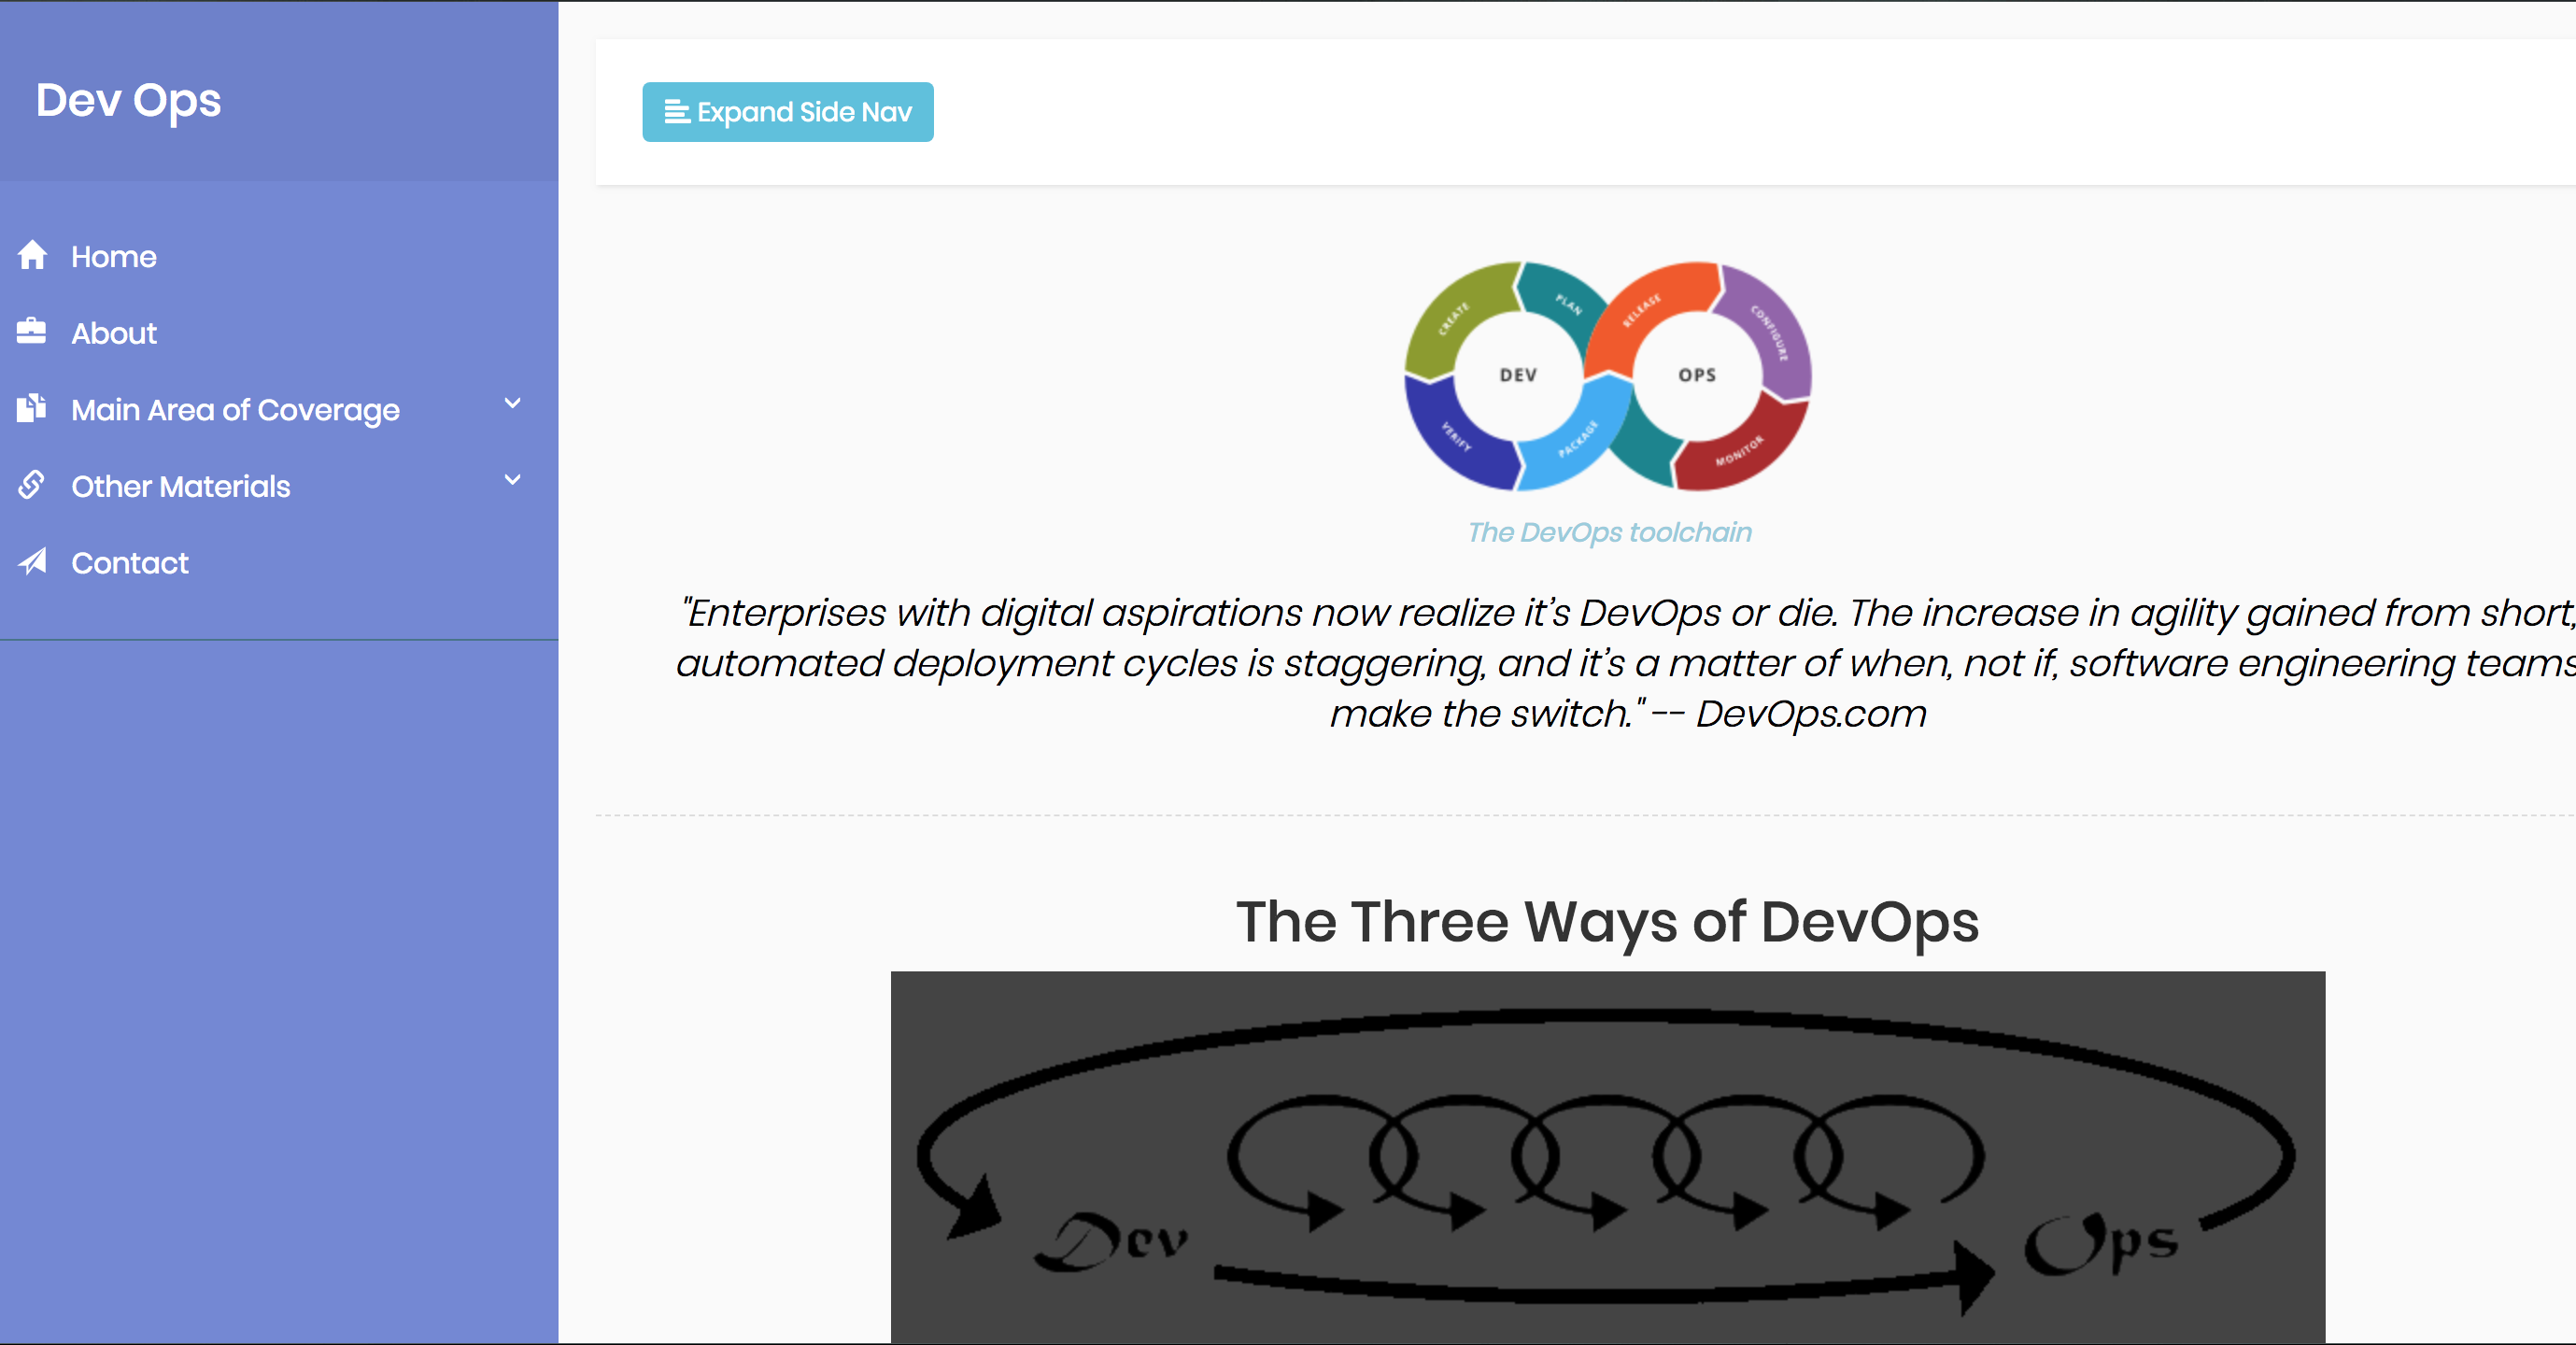 Dev Ops
Home
About
Main Area of Coverage
Other Materials
Contact
Expand Side Nav
CREATE
PLAN
RELEASE
CONFIGURE
DEV
OPS
VERIFY
PACKAGE
MONITOR
The DevOps toolchain
"Enterprises with digital aspirations now realize it’s DevOps or die. The increase in agility gained from short,
automated deployment cycles is staggering, and it’s a matter of when, not if, software engineering teams
make the switch." -- DevOps.com
The Three Ways of DevOps
Dev
Ops